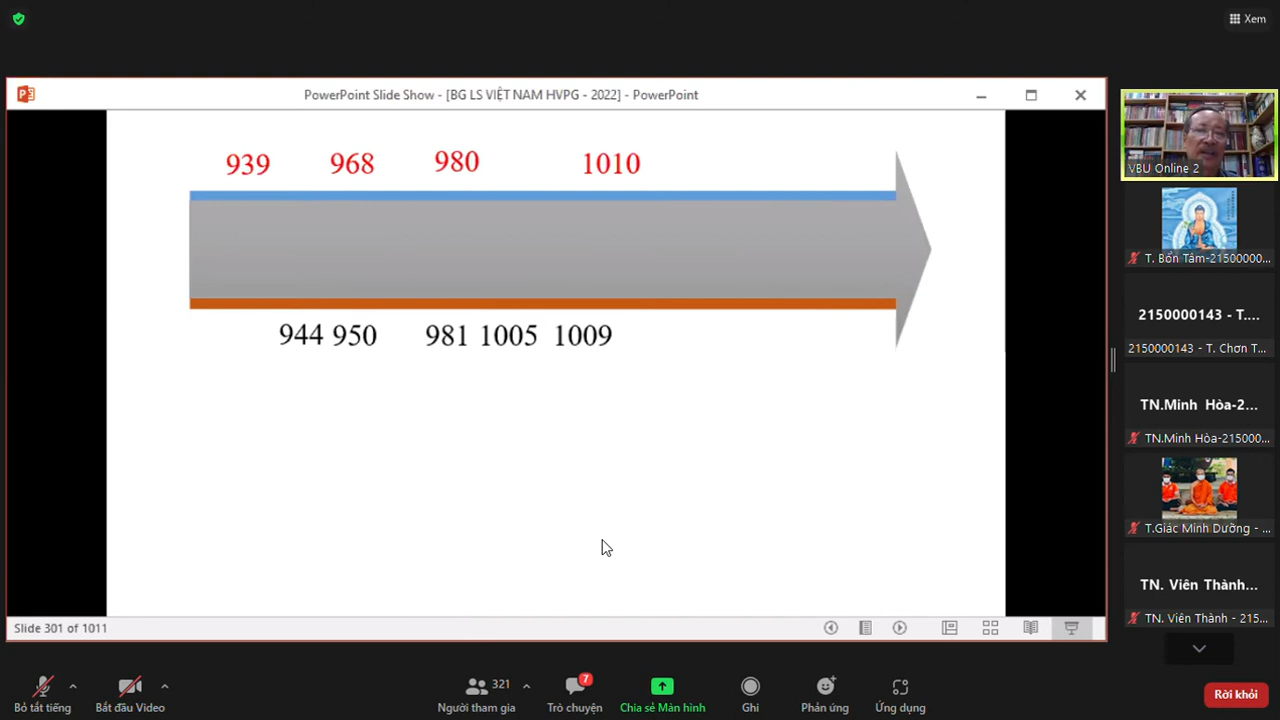 Xem
PowerPoint Slide Show - [BG LS VIỆT NAM HVPG - 2022] - PowerPoint
939 968 980 1010
944 950 981 1005 1009
Slide 301 of 1011
VBU Online 2
T. Bổn Tâm-21500000...
2150000143 - T....
2150000143 - T. Chơn T...
TN.Minh Hòa-2...
TN.Minh Hòa-215000...
T.Giác Minh Dưỡng - ...
TN. Viên Thành...
TN. Viên Thành - 215...
Bỏ tắt tiếng
Bắt đầu Video
321
Người tham gia
7
Trò chuyện
Chia sẻ Màn hình
Ghi
Phản ứng
Ứng dụng
Rời khỏi